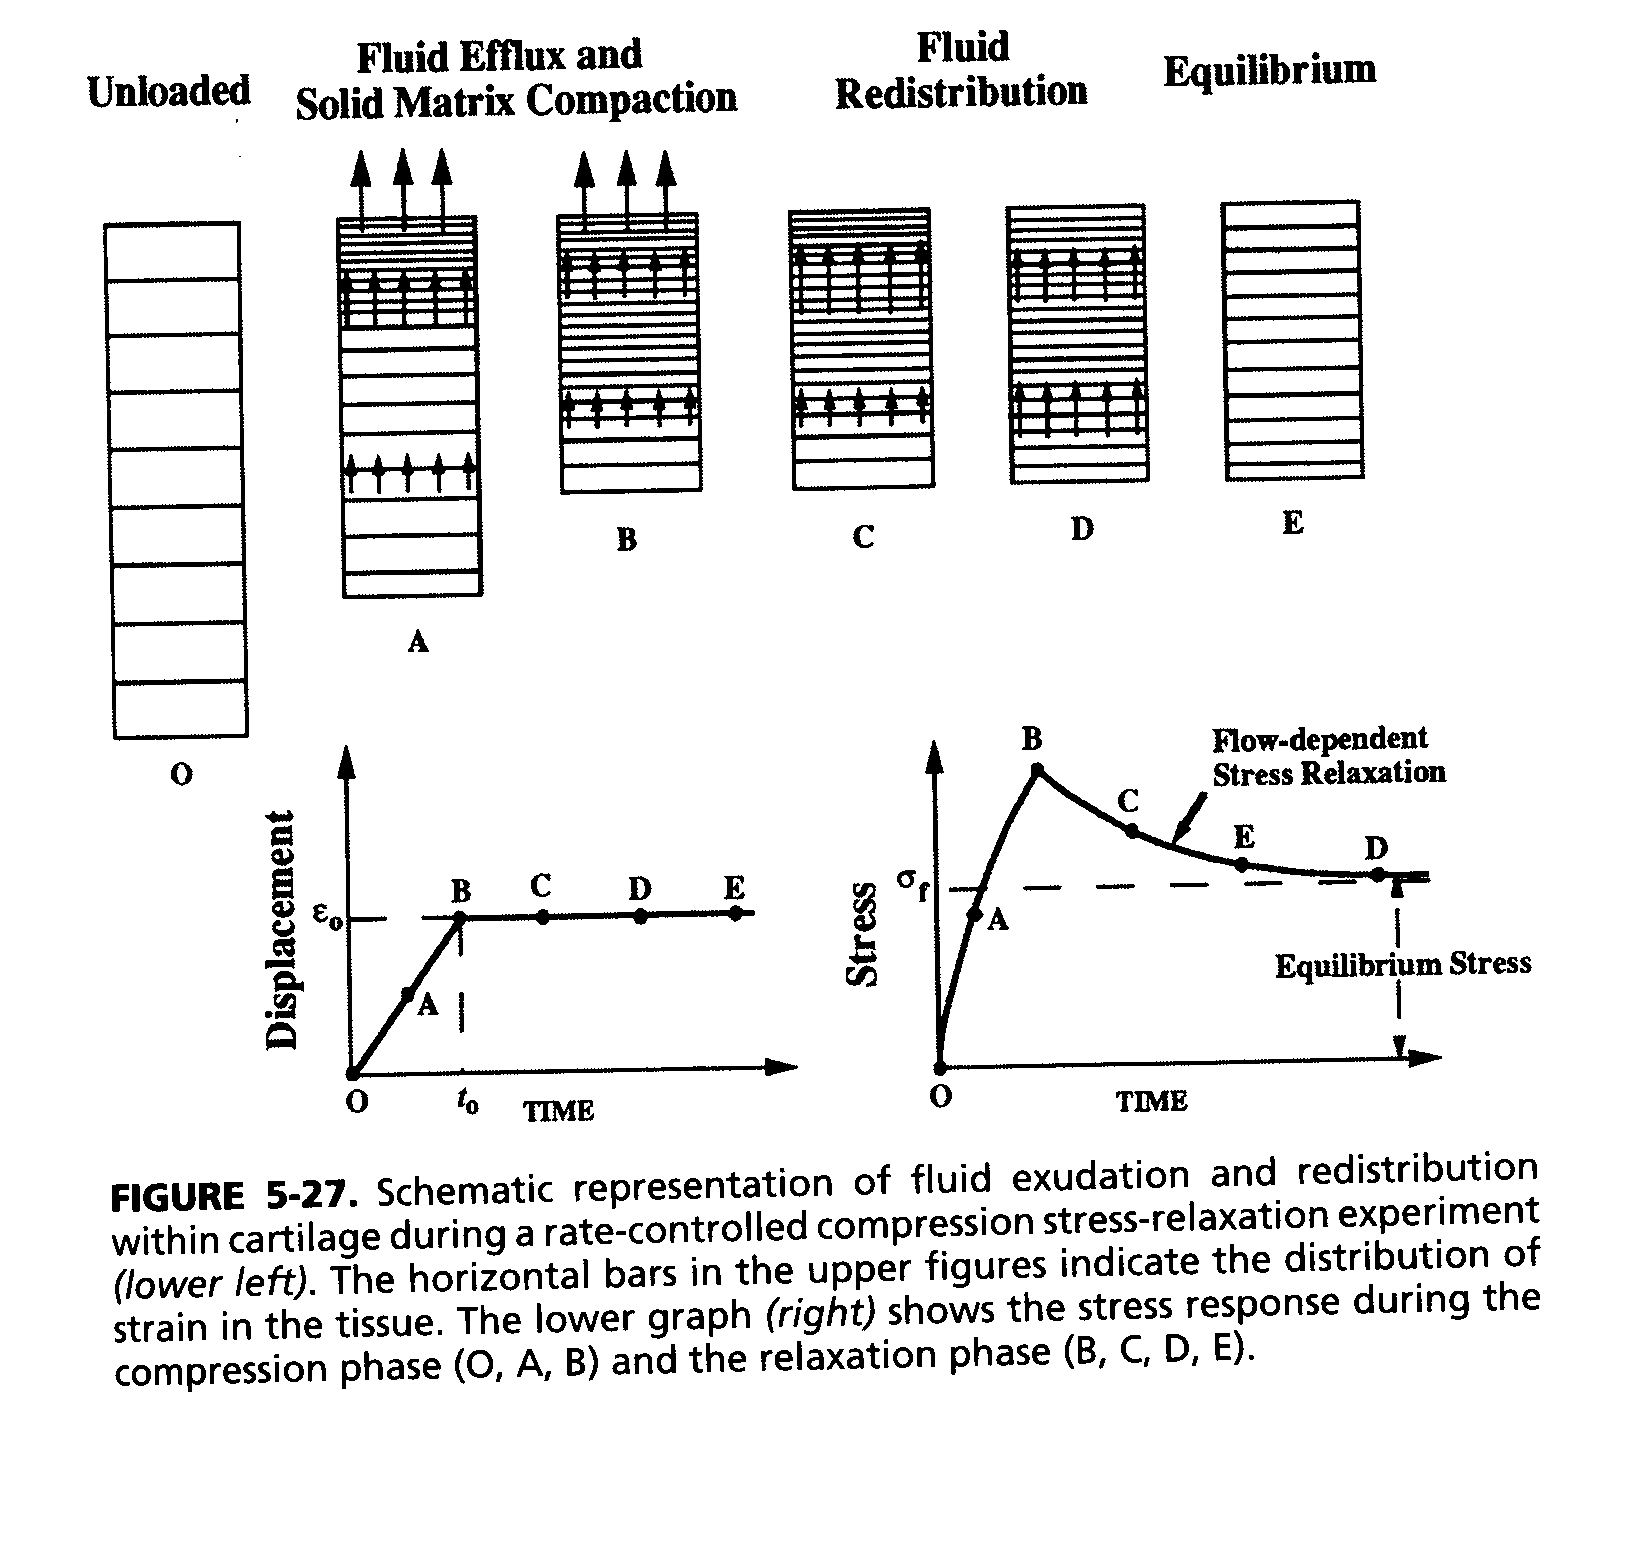 Unloaded
Fluid Efflux and
Solid Matrix Compaction
Fluid
Redistribution
Equilibrium
O
A
B
C
D
E
Displacement
εo
B
C
D
E
A
O
to
TIME
Stress
σf
B
Flow-dependent
Stress Relaxation
C
E
D
A
Equilibrium Stress
O
TIME
FIGURE 5-27. Schematic representation of fluid exudation and redistribution
within cartilage during a rate-controlled compression stress-relaxation experiment
(lower left). The horizontal bars in the upper figures indicate the distribution of
strain in the tissue. The lower graph (right) shows the stress response during the
compression phase (O, A, B) and the relaxation phase (B, C, D, E).